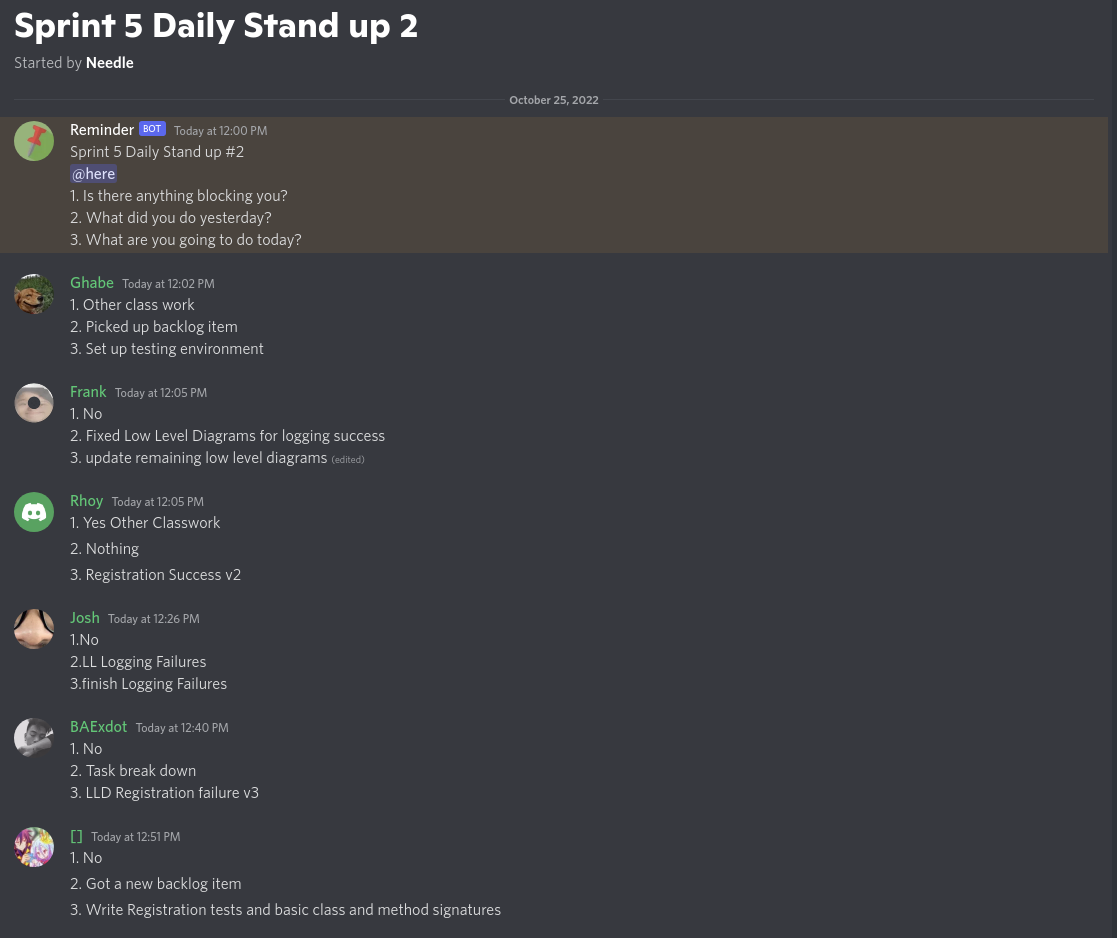 Sprint 5 Daily Stand up 2
Started by Needle
October 25, 2022
Reminder BOT Today at 12:00 PM
Sprint 5 Daily Stand up #2
@here
1. Is there anything blocking you?
2. What did you do yesterday?
3. What are you going to do today?
Ghabe Today at 12:02 PM
1. Other class work
2. Picked up backlog item
3. Set up testing environment
Frank Today at 12:05 PM
1. No
2. Fixed Low Level Diagrams for logging success
3. update remaining low level diagrams (edited)
Rhoy Today at 12:05 PM
1. Yes Other Classwork
2. Nothing
3. Registration Success v2
Josh Today at 12:26 PM
1.No
2.LL Logging Failures
3.finish Logging Failures
BAExdot Today at 12:40 PM
1. No
2. Task break down
3. LLD Registration failure v3
[] Today at 12:51 PM
1. No
2. Got a new backlog item
3. Write Registration tests and basic class and method signatures